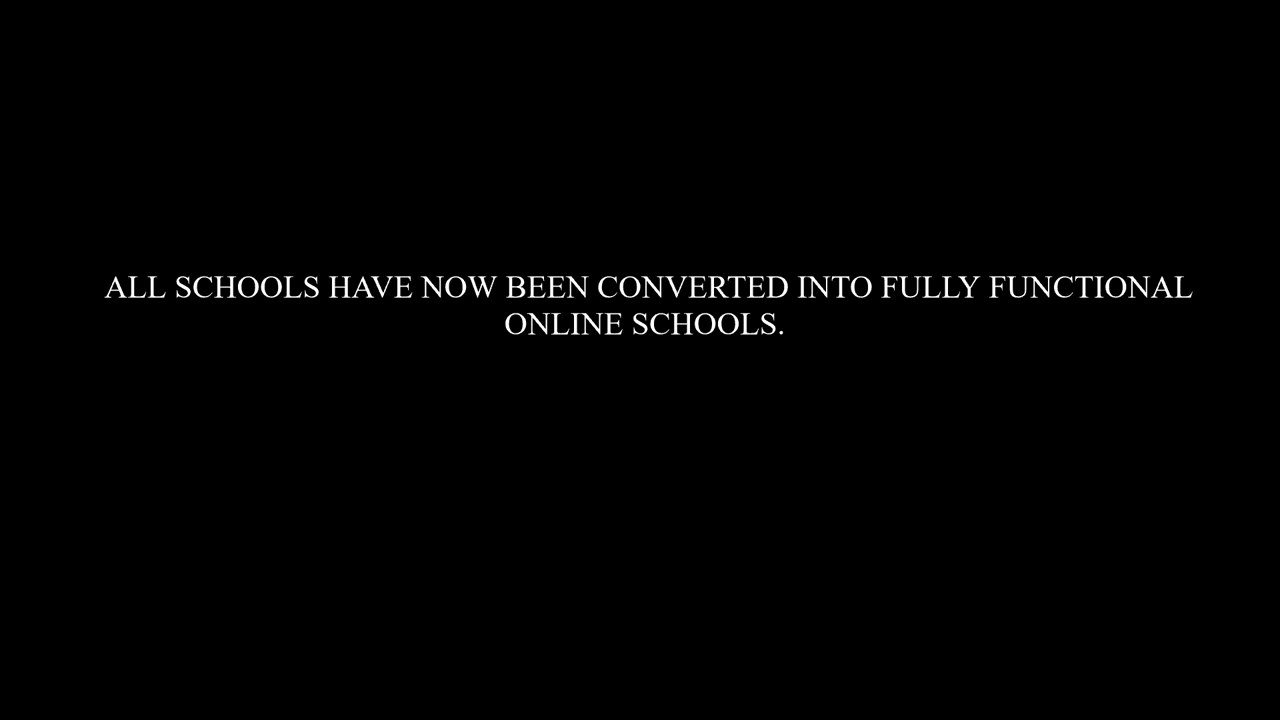 ALL SCHOOLS HAVE NOW BEEN CONVERTED INTO FULLY FUNCTIONAL
ONLINE SCHOOLS.